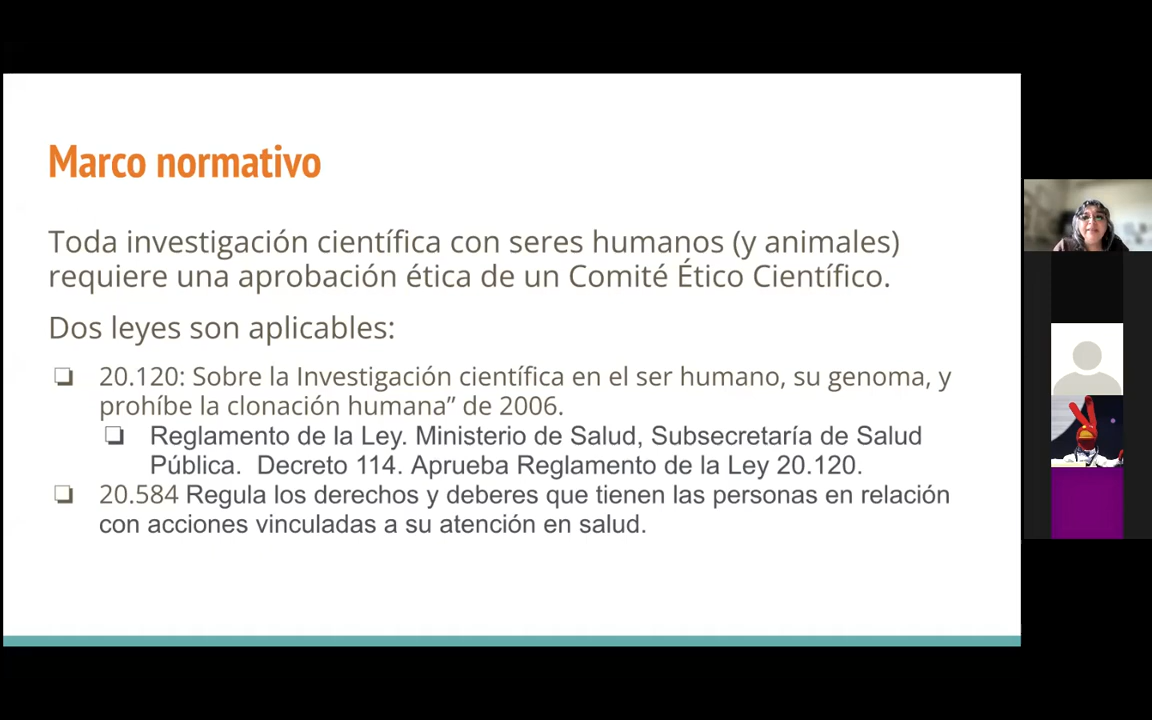 Marco normativo
Toda investigación científica con seres humanos (y animales)
requiere una aprobación ética de un Comité Ético Científico.
Dos leyes son aplicables:
❏ 20.120: Sobre la Investigación científica en el ser humano, su genoma, y
prohíbe la clonación humana” de 2006.
❏ Reglamento de la Ley. Ministerio de Salud, Subsecretaría de Salud
Pública. Decreto 114. Aprueba Reglamento de la Ley 20.120.
❏ 20.584 Regula los derechos y deberes que tienen las personas en relación
con acciones vinculadas a su atención en salud.